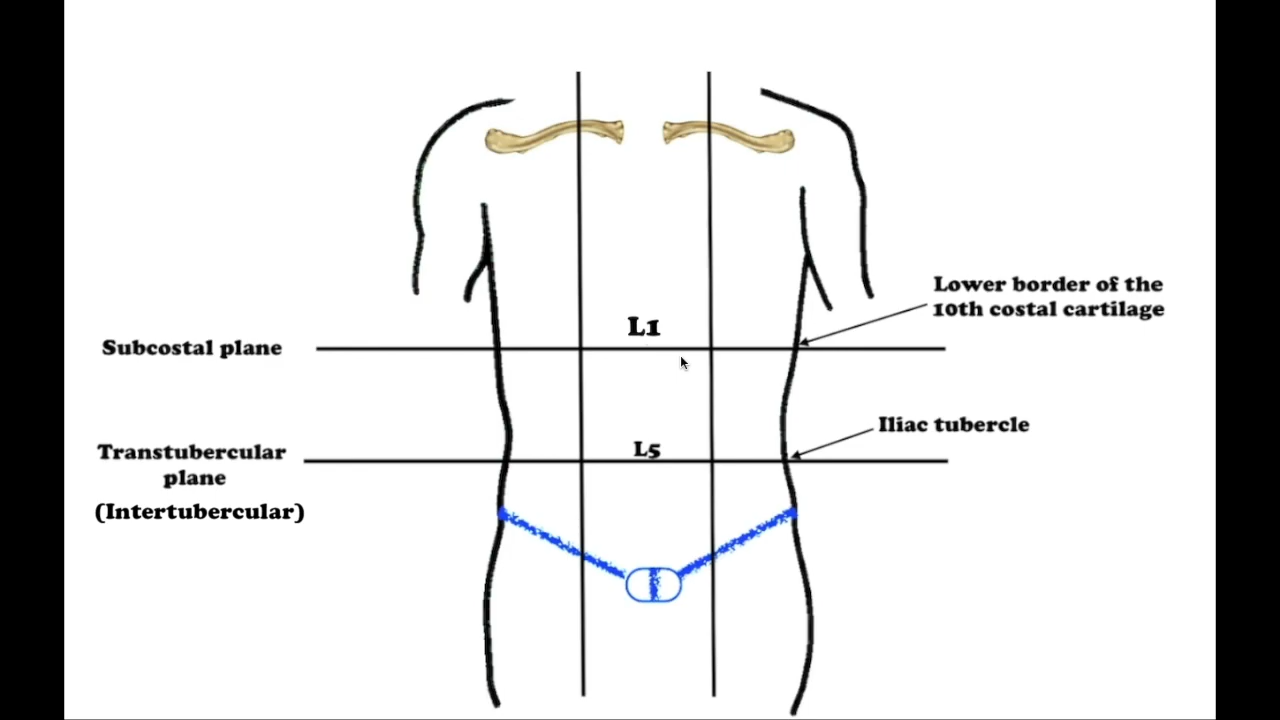 Lower border of the
10th costal cartilage
L1
Subcostal plane
Iliac tubercle
L5
Transtubercular
plane
(Intertubercular)